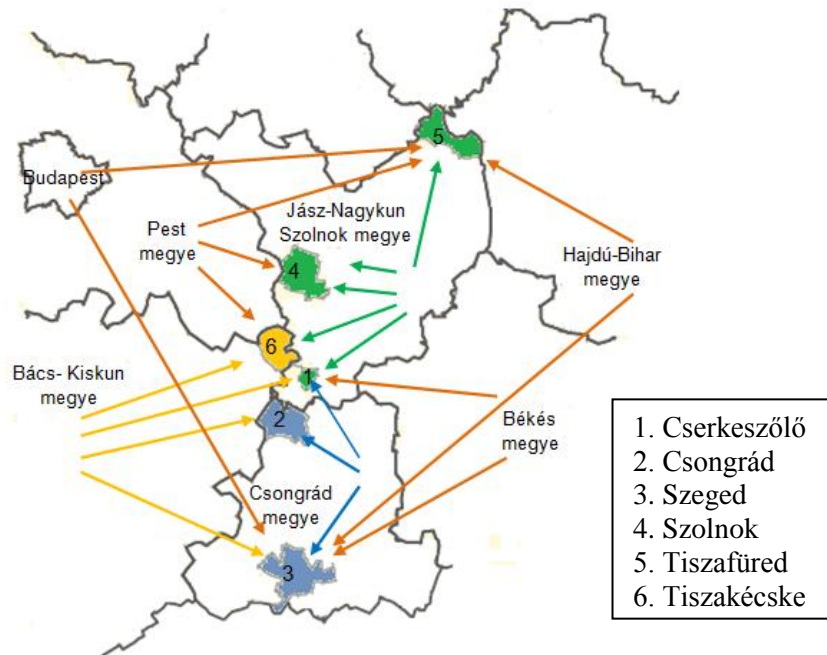 5
Budapest
Pest
megye
Jász-Nagykun
Szolnok megye
Hajdú-Bihar
megye
4
6
Bács- Kiskun
megye
1
2
Békés
megye
Csongrád
megye
3
1. Cserkeszőlő
2. Csongrád
3. Szeged
4. Szolnok
5. Tiszafüred
6. Tiszakécske